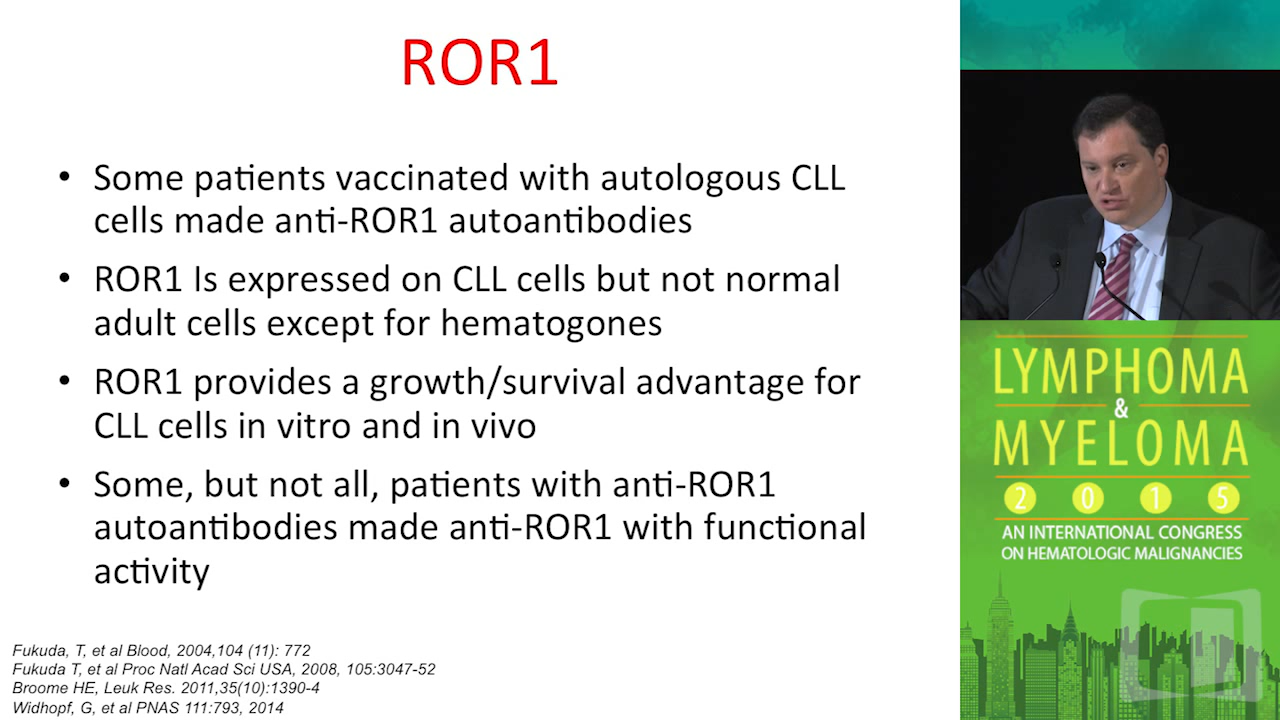 ROR1
• Some patients vaccinated with autologous CLL
cells made anti-ROR1 autoantibodies
• ROR1 Is expressed on CLL cells but not normal
adult cells except for hematogones
• ROR1 provides a growth/survival advantage for
CLL cells in vitro and in vivo
• Some, but not all, patients with anti-ROR1
autoantibodies made anti-ROR1 with functional
activity
Fukuda, T, et al Blood, 2004,104 (11): 772
Fukuda T, et al Proc Natl Acad Sci USA, 2008, 105:3047-52
Broome HE, Leuk Res. 2011,35(10):1390-4
Widhopf, G, et al PNAS 111:793, 2014
LYMPHOMA
&
MYELOMA
2015
AN INTERNATIONAL CONGRESS
ON HEMATOLOGIC MALIGNANCIES